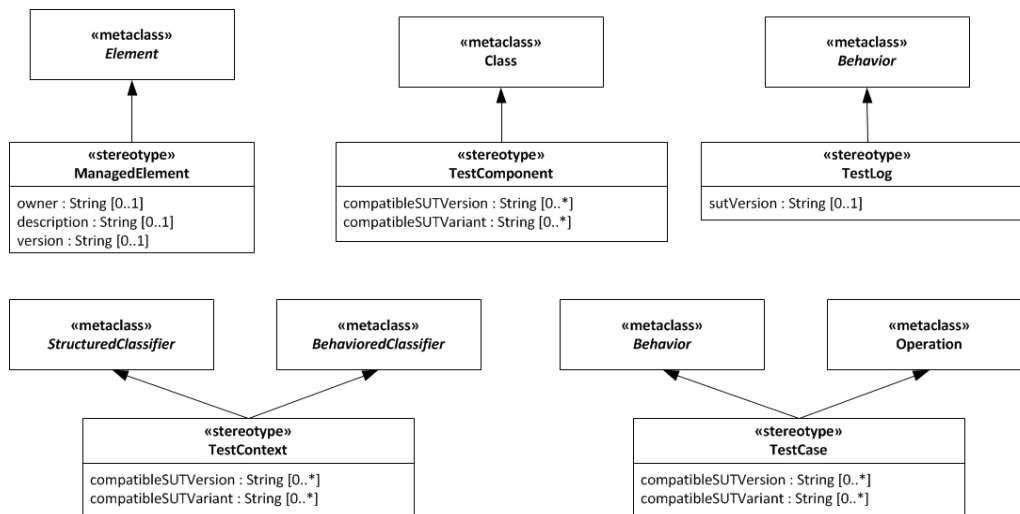 «metaclass»
Element
«metaclass»
Class
«metaclass»
Behavior
«stereotype»
ManagedElement
owner : String [0..1]
description : String [0..1]
version : String [0..1]
«stereotype»
TestComponent
compatibleSUTVersion : String [0..*]
compatibleSUTVariant : String [0..*]
«stereotype»
TestLog
sutVersion : String [0..1]
«metaclass»
StructuredClassifier
«metaclass»
BehavioredClassifier
«metaclass»
Behavior
«metaclass»
Operation
«stereotype»
TestContext
compatibleSUTVersion : String [0..*]
compatibleSUTVariant : String [0..*]
«stereotype»
TestCase
compatibleSUTVersion : String [0..*]
compatibleSUTVariant : String [0..*]